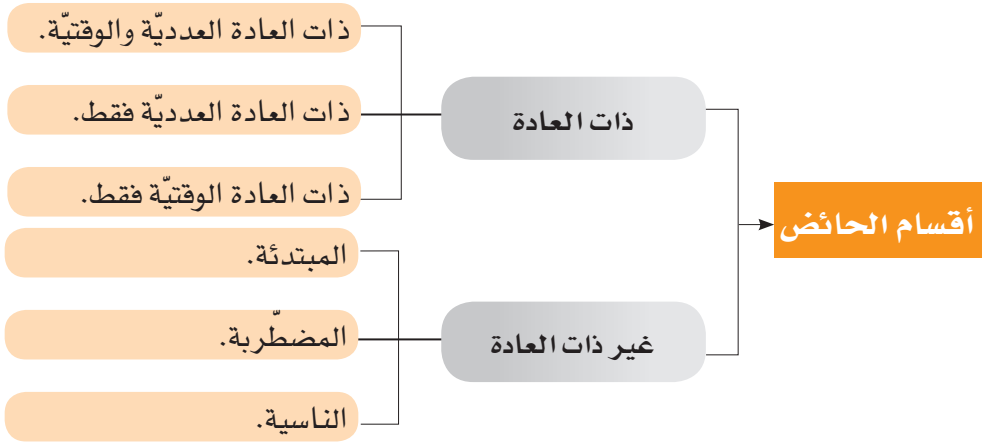 أقسام الحائض
ذات العادة
ذات العادة العدديّة والوقتيّة.
ذات العادة العدديّة فقط.
ذات العادة الوقتيّة فقط.
غير ذات العادة
المبتدئة.
المضطّربة.
الناسية.